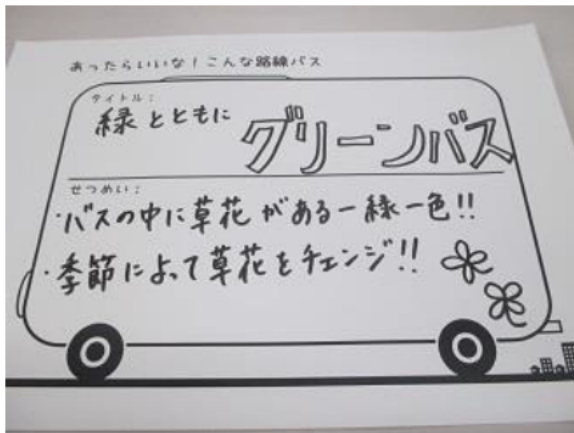 あったらいいな！こんな路線バス
タイトル：
緑とともに グリーンバス
せつめい：
・バスの中に草花がある一緑一色!!
・季節によって草花をチェンジ!!